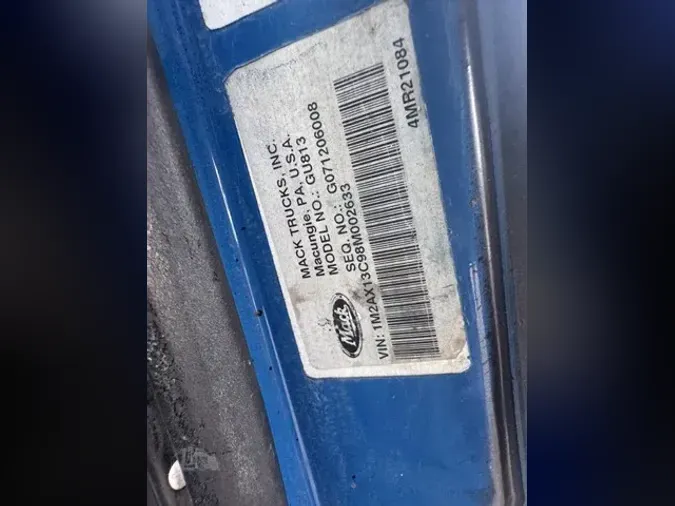 MACK TRUCKS, INC.
Macungie, PA, U.S.A.
MODEL NO.: GU813
SEQ. NO.: G071206008
Mack
VIN: 1M2AX13C98M002633
4MR21084